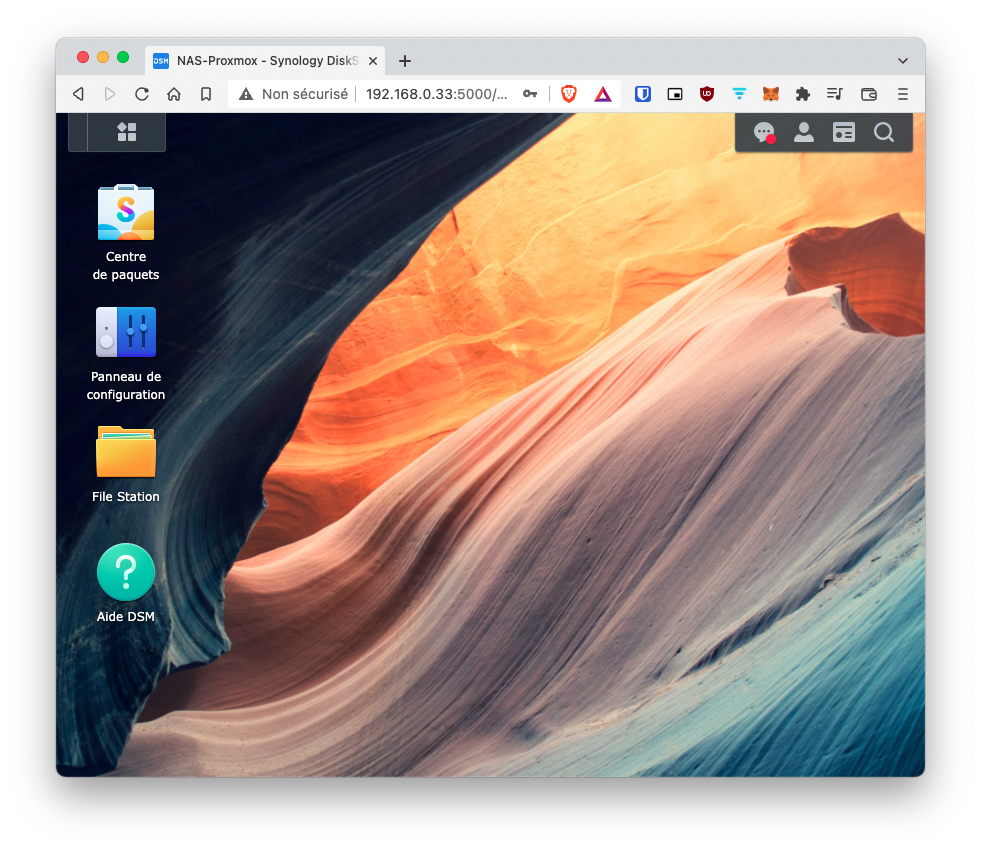 DSM
NAS-Proxmox - Synology DiskS
Non sécurisé
192.168.0.33:5000/...
Centre
de paquets
Panneau de
configuration
File Station
Aide DSM